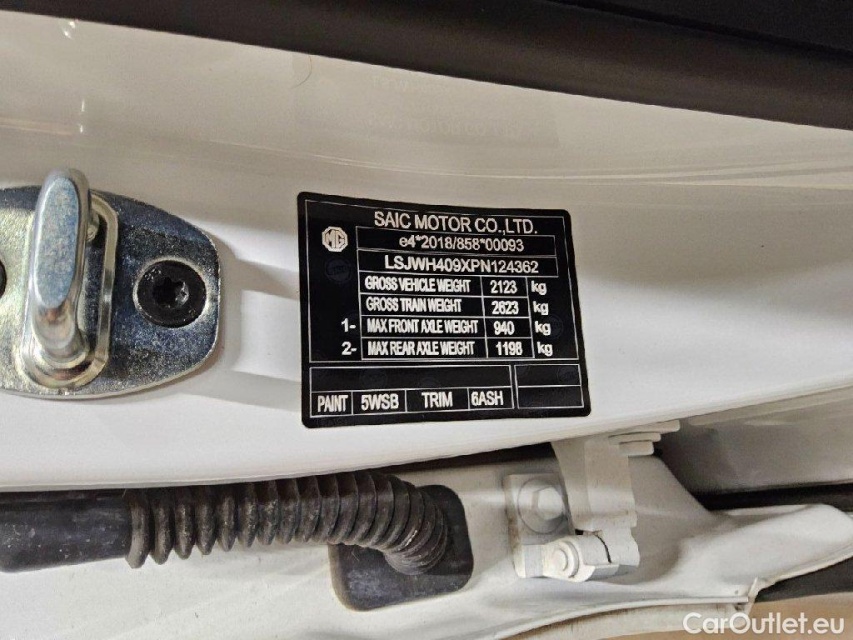 SAIC MOTOR CO.,LTD.
MG
e4*2018/858*00093
LSJWH409XPN124362
GROSS VEHICLE WEIGHT 2123 kg
GROSS TRAIN WEIGHT 2623 kg
1- MAX FRONT AXLE WEIGHT 940 kg
2- MAX REAR AXLE WEIGHT 1198 kg
PAINT 5WSB TRIM 6ASH
CarOutlet.eu